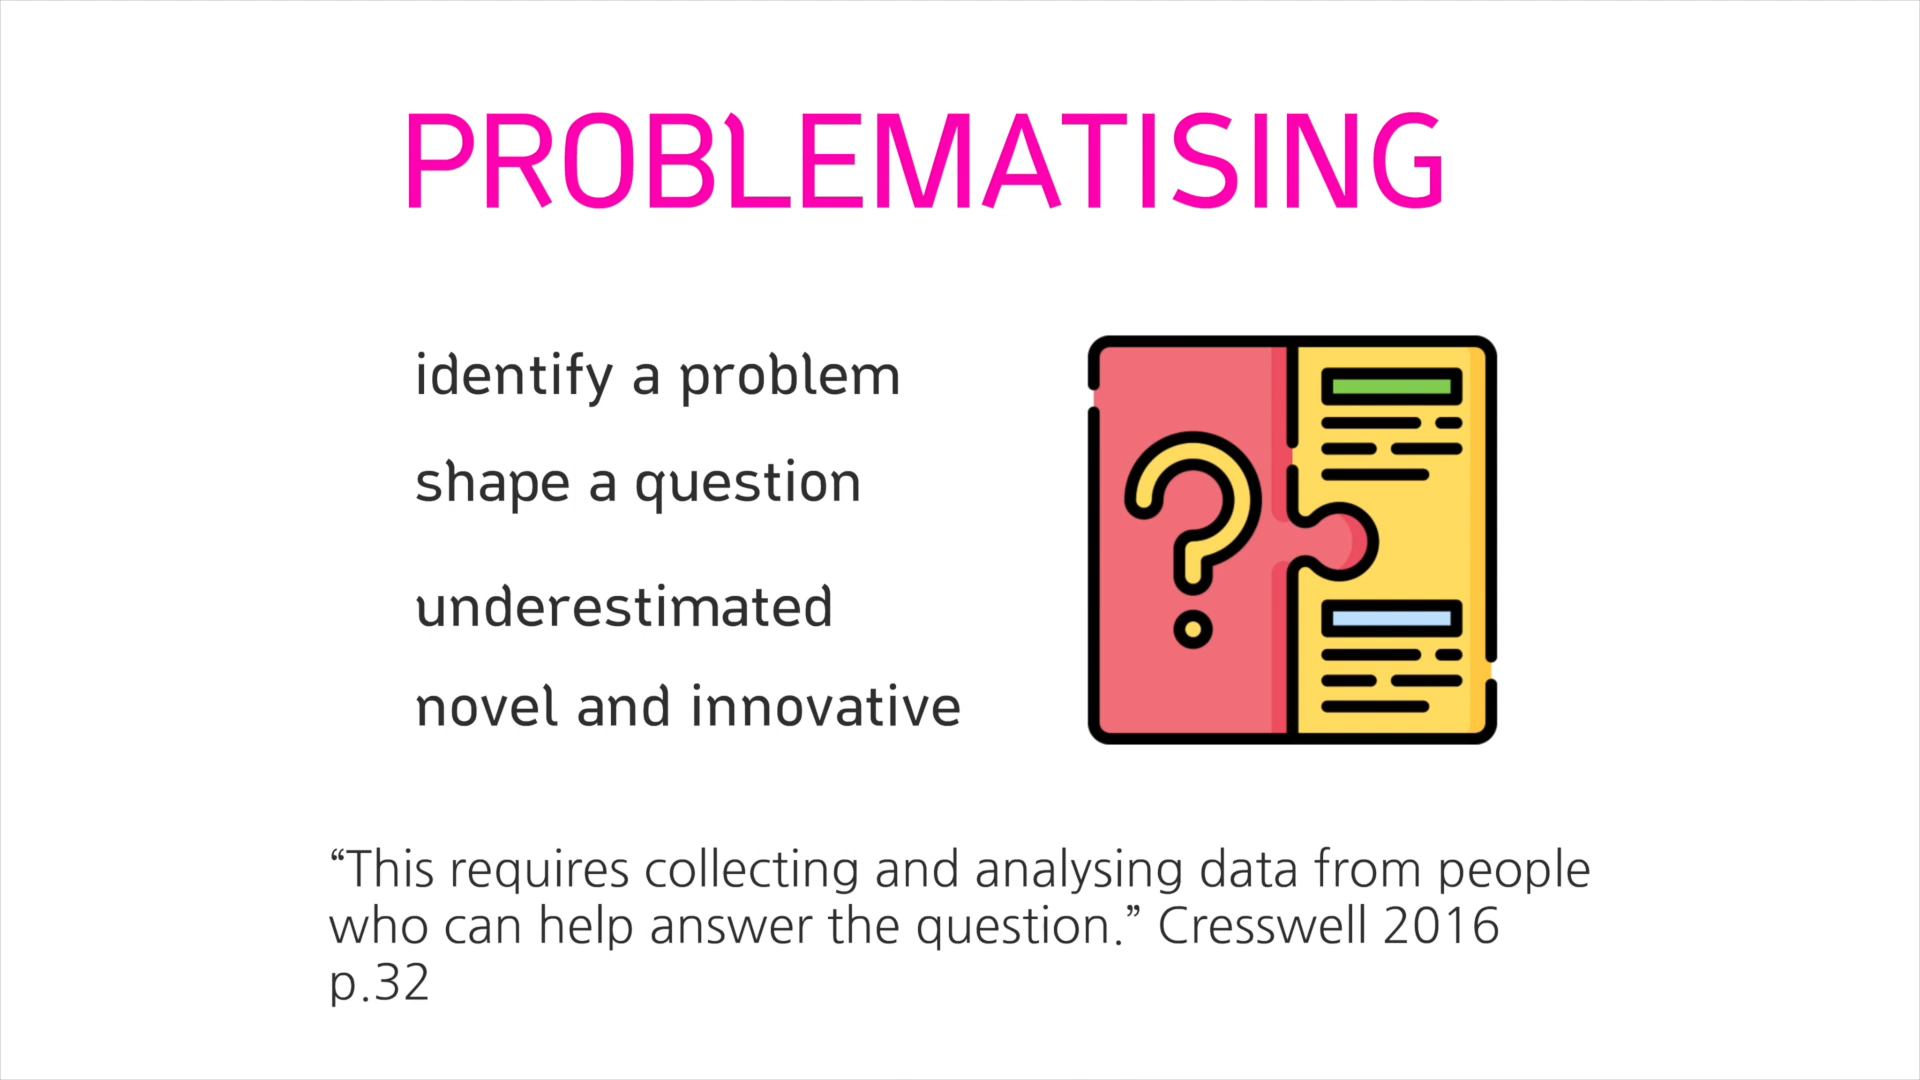 PROBLEMATISING
identify a problem
shape a question
underestimated
novel and innovative
“This requires collecting and analysing data from people
who can help answer the question.” Cresswell 2016
p.32